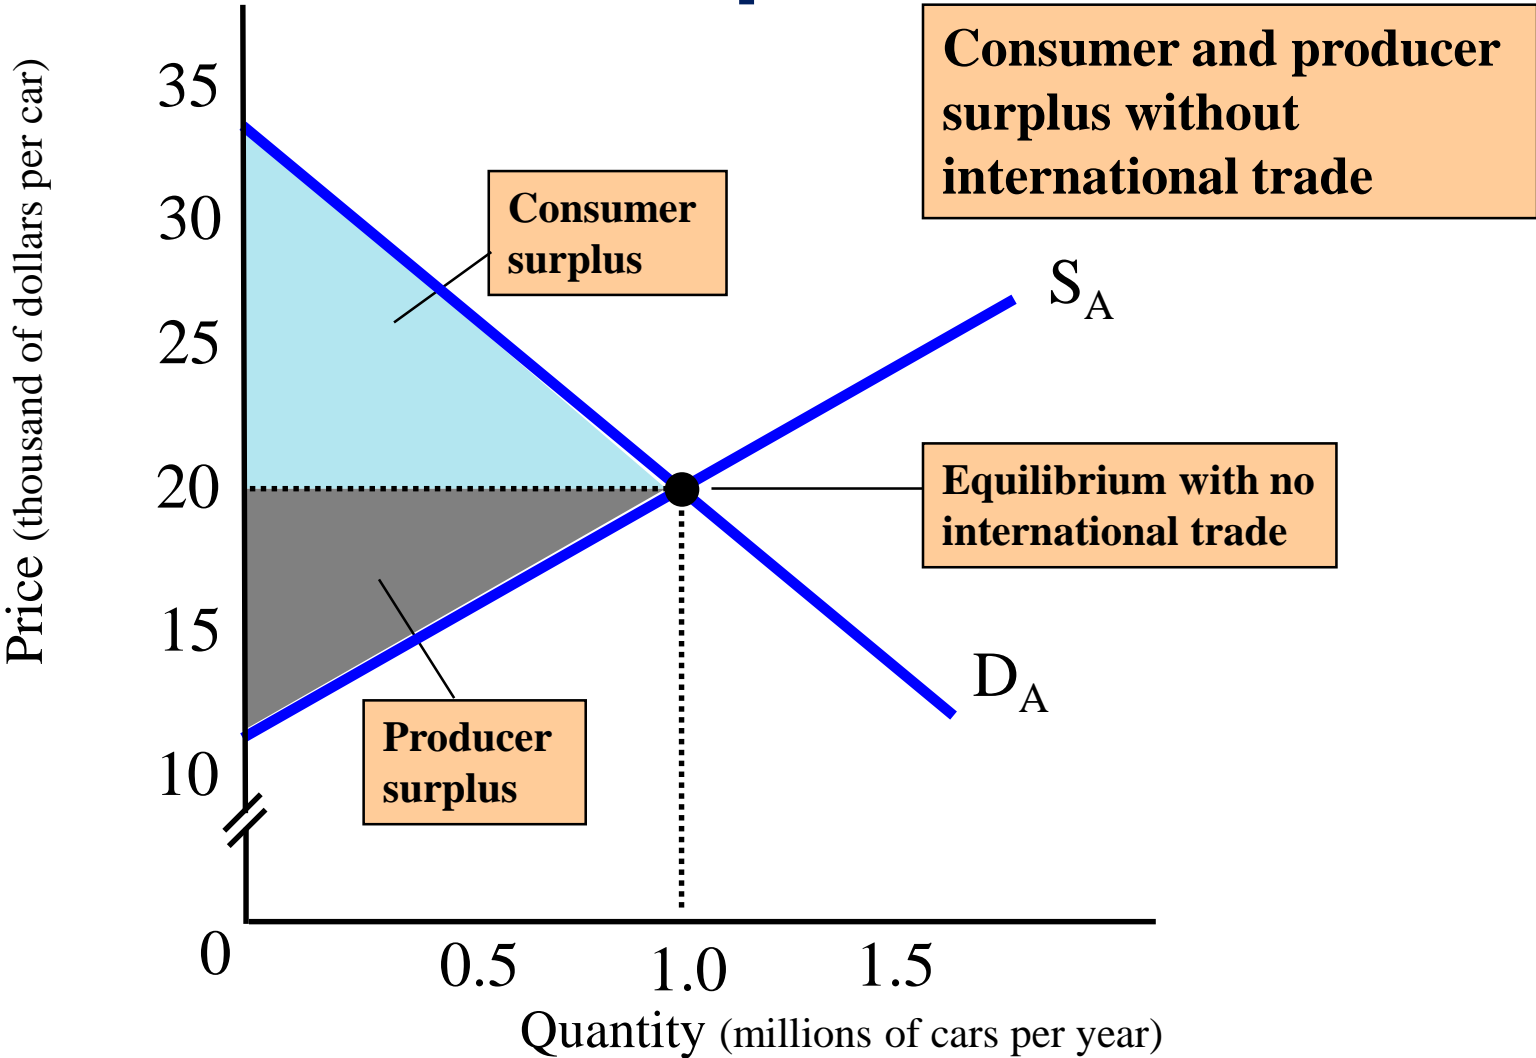 Consumer and producer
surplus without
international trade
Price (thousand of dollars per car)
35
30
25
20
15
10
0
Consumer
surplus
S_A
Equilibrium with no
international trade
D_A
Producer
surplus
0.5
1.0
1.5
Quantity (millions of cars per year)